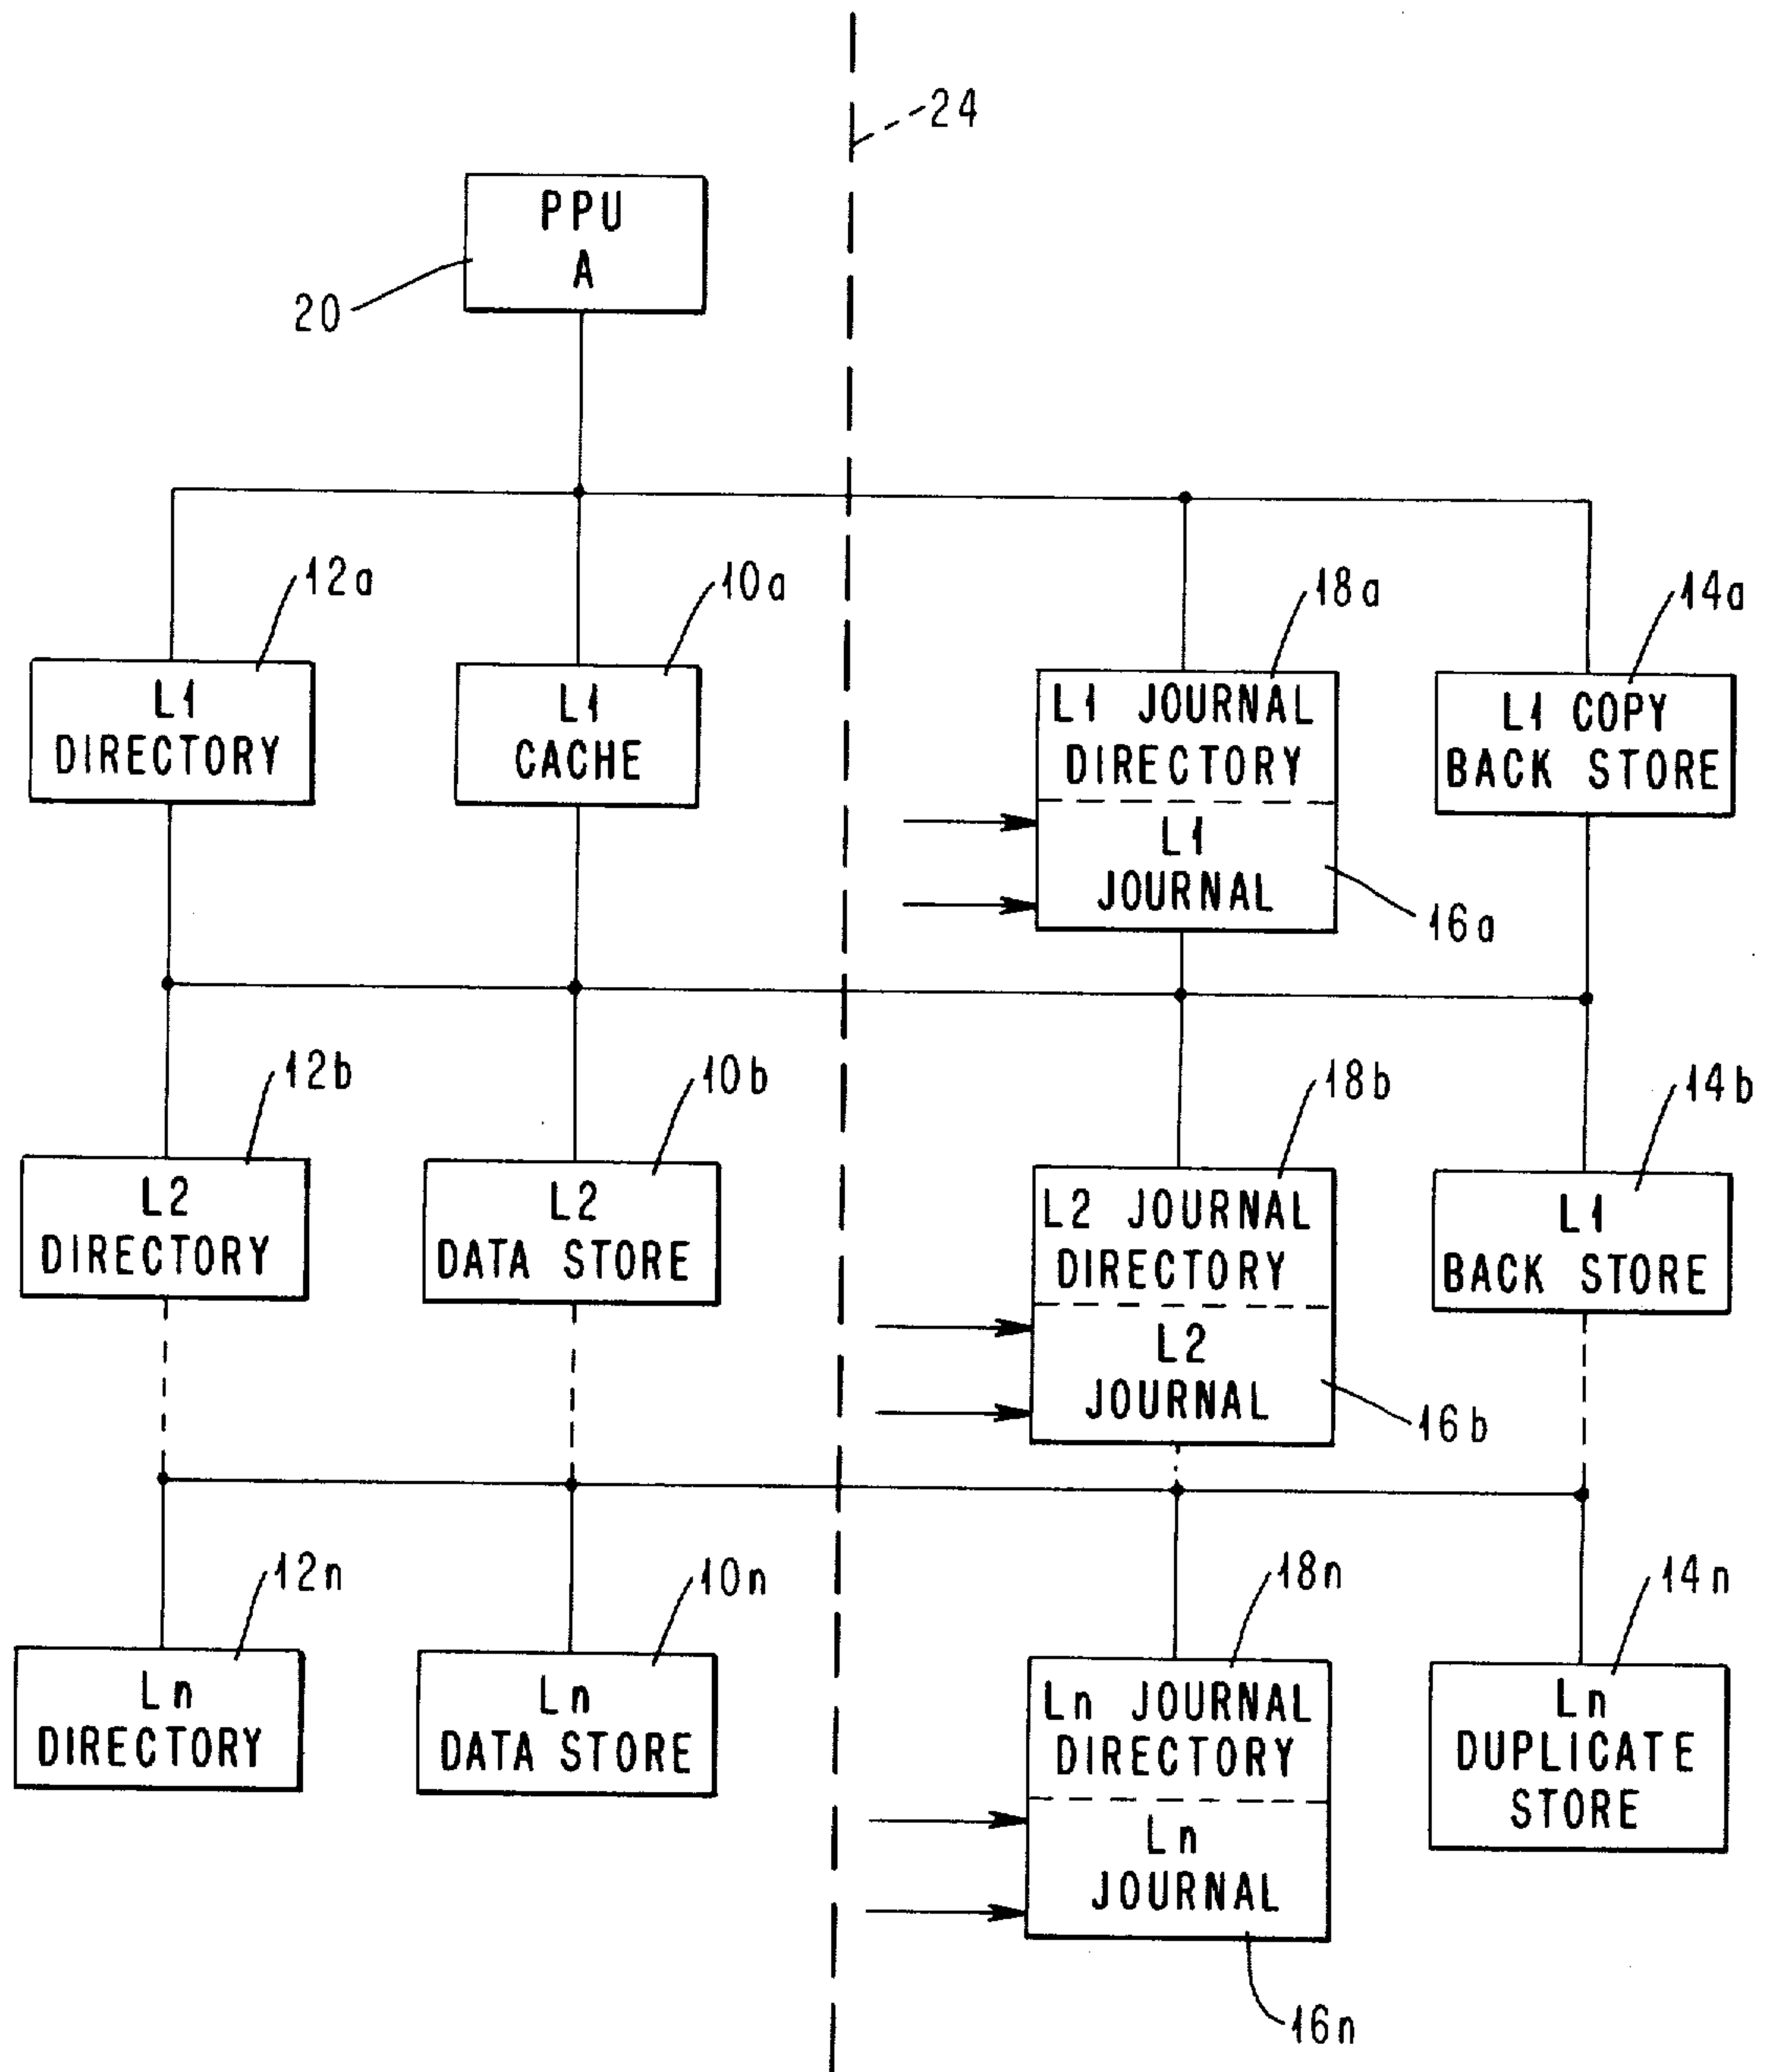 24
PPU
A
20
12a
10a
18a
14a
L1
DIRECTORY
L1
CACHE
L1 JOURNAL
DIRECTORY
L1
JOURNAL
L1 COPY
BACK STORE
16a
12b
10b
18b
14b
L2
DIRECTORY
L2
DATA STORE
L2 JOURNAL
DIRECTORY
L2
JOURNAL
L1
BACK STORE
16b
12n
10n
18n
14n
Ln
DIRECTORY
Ln
DATA STORE
Ln JOURNAL
DIRECTORY
Ln
JOURNAL
Ln
DUPLICATE
STORE
16n